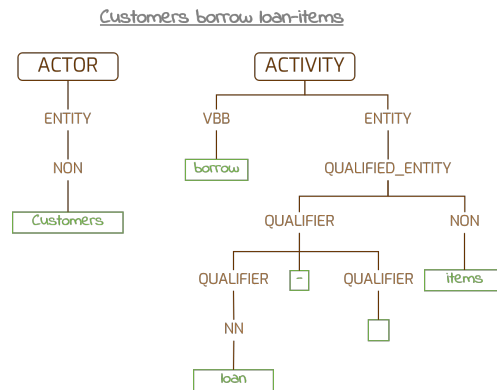 Customers borrow loan-items
ACTOR ACTIVITY
ENTITY VBB ENTITY
NON borrow QUALIFIED_ENTITY
Customers QUALIFIER NON
QUALIFIER - QUALIFIER items
NN
loan